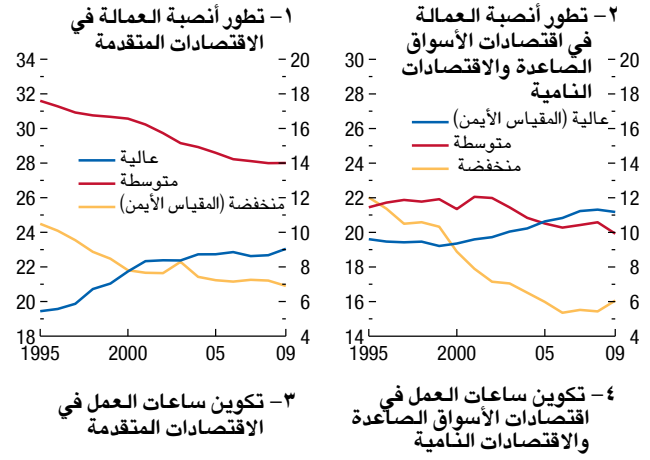 ١- تطور أنصبة العمالة في
الاقتصادات المتقدمة
34
32
30
28
26
24
22
20
18
20
18
16
14
12
10
8
6
4
عالية
متوسطة
منخفضة (المقياس الأيمن)
1995 2000 05 09
٢- تطور أنصبة العمالة
في اقتصادات الأسواق
الصاعدة والاقتصادات
النامية
30
28
26
24
22
20
18
16
14
20
18
16
14
12
10
8
6
4
عالية (المقياس الأيمن)
متوسطة
منخفضة
1995 2000 05 09
٣- تكوين ساعات العمل في
الاقتصادات المتقدمة
٤- تكوين ساعات العمل في
اقتصادات الأسواق الصاعدة
والاقتصادات النامية